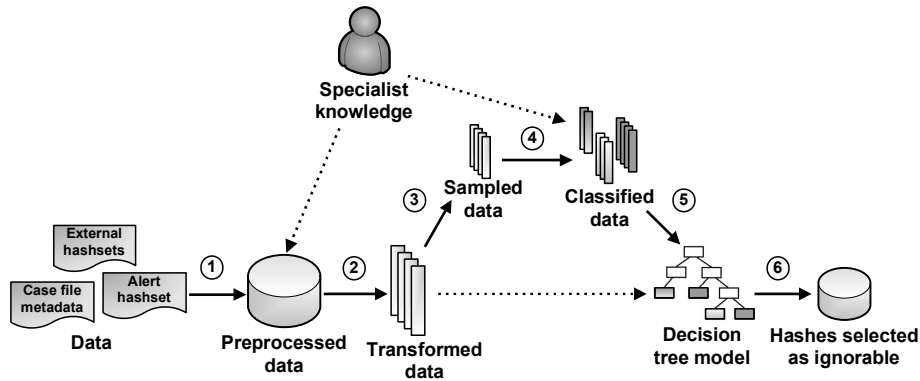 Specialist
knowledge
4
Sampled
data
Classified
data
3
5
External
hashsets
Case file
metadata
Alert
hashset
Data
1
Preprocessed
data
2
Transformed
data
Decision
tree model
6
Hashes selected
as ignorable